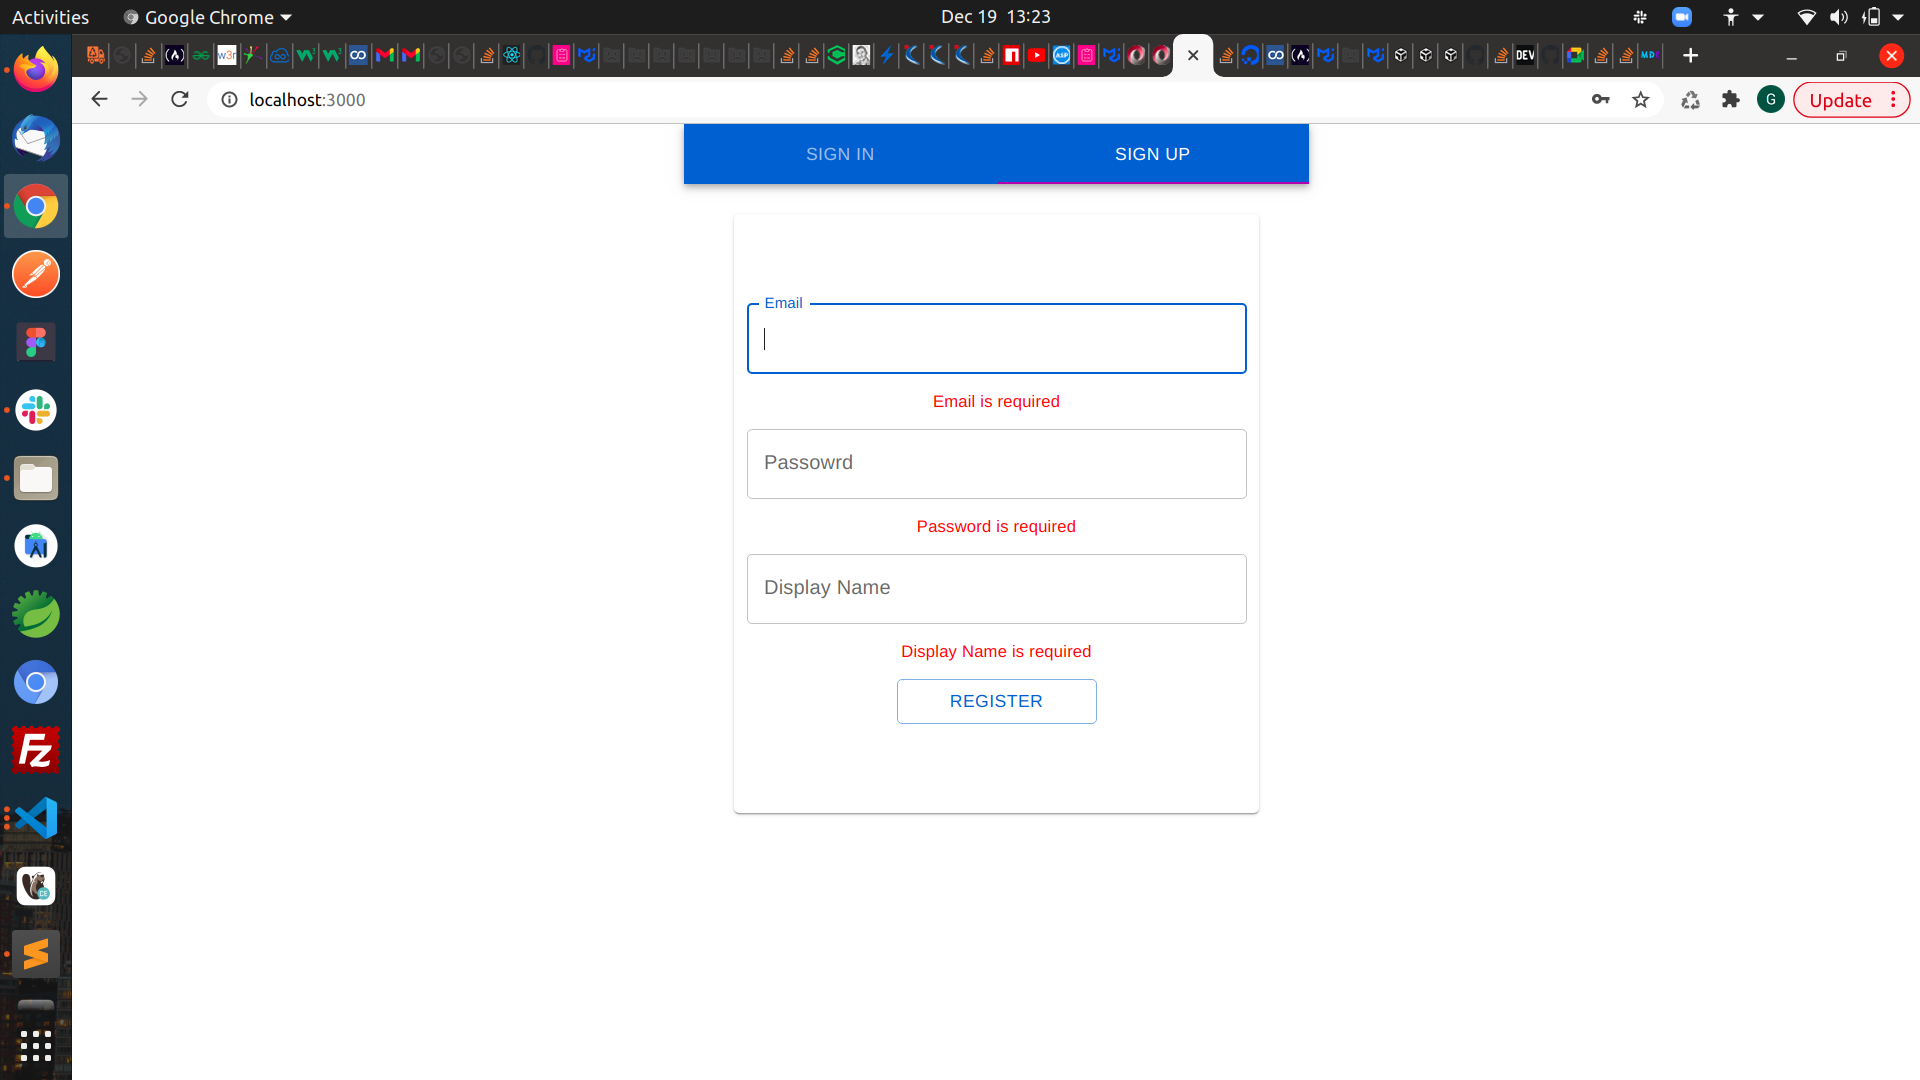 Activities
Google Chrome
Dec 19 13:23
w3r
DEV
localhost:3000
G
Update
SIGN IN
SIGN UP
Email
Email is required
Passowrd
Password is required
Display Name
Display Name is required
REGISTER